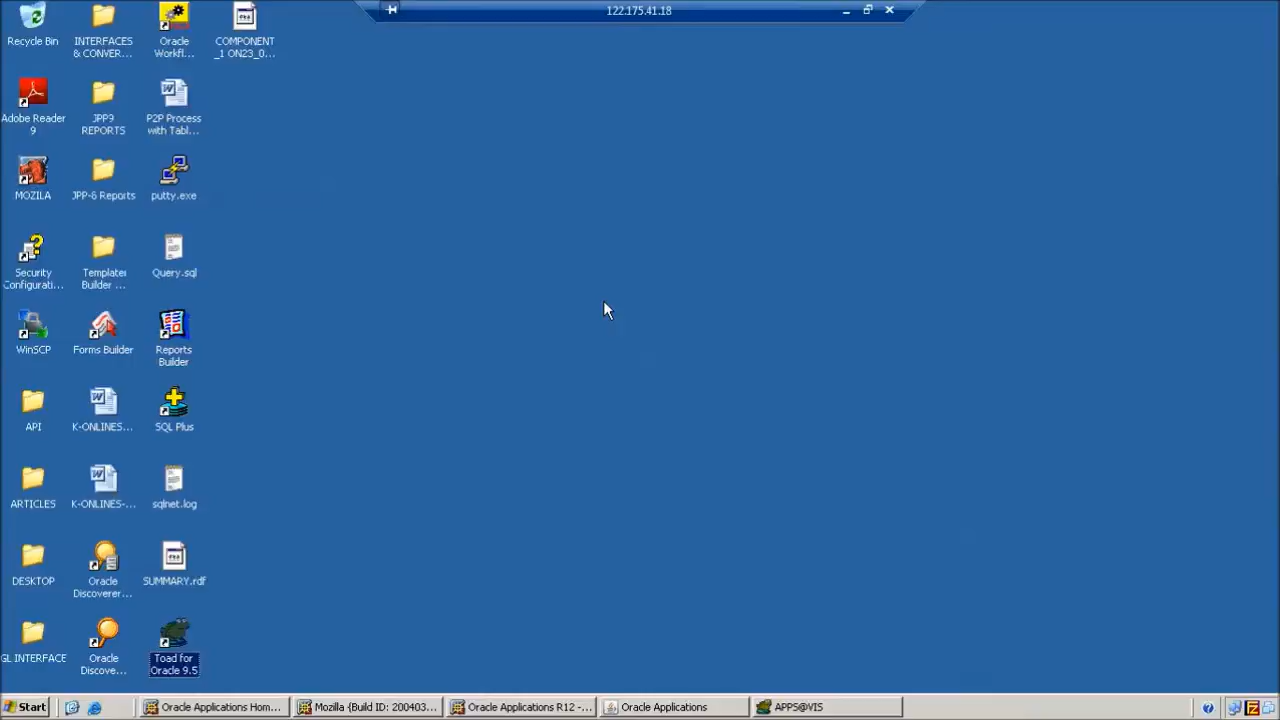 122.175.41.18
Recycle Bin
INTERFACES
& CONVER...
Oracle
Workfl...
COMPONENT
_1 ON23_0...
Adobe Reader
9
JPP9
REPORTS
P2P Process
with Tabl...
MOZILA
JPP-6 Reports
putty.exe
Security
Configurati...
Template
Builder ...
Query.sql
WinSCP
Forms Builder
Reports
Builder
API
K-ONLINES...
SQL Plus
ARTICLES
K-ONLINES-...
sqlnet.log
DESKTOP
Oracle
Discoverer...
SUMMARY.rdf
GL INTERFACE
Oracle
Discove...
Toad for
Oracle 9.5
Start
Oracle Applications Hom...
Mozilla {Build ID: 200403...
Oracle Applications R12 -...
Oracle Applications
APPS@VIS